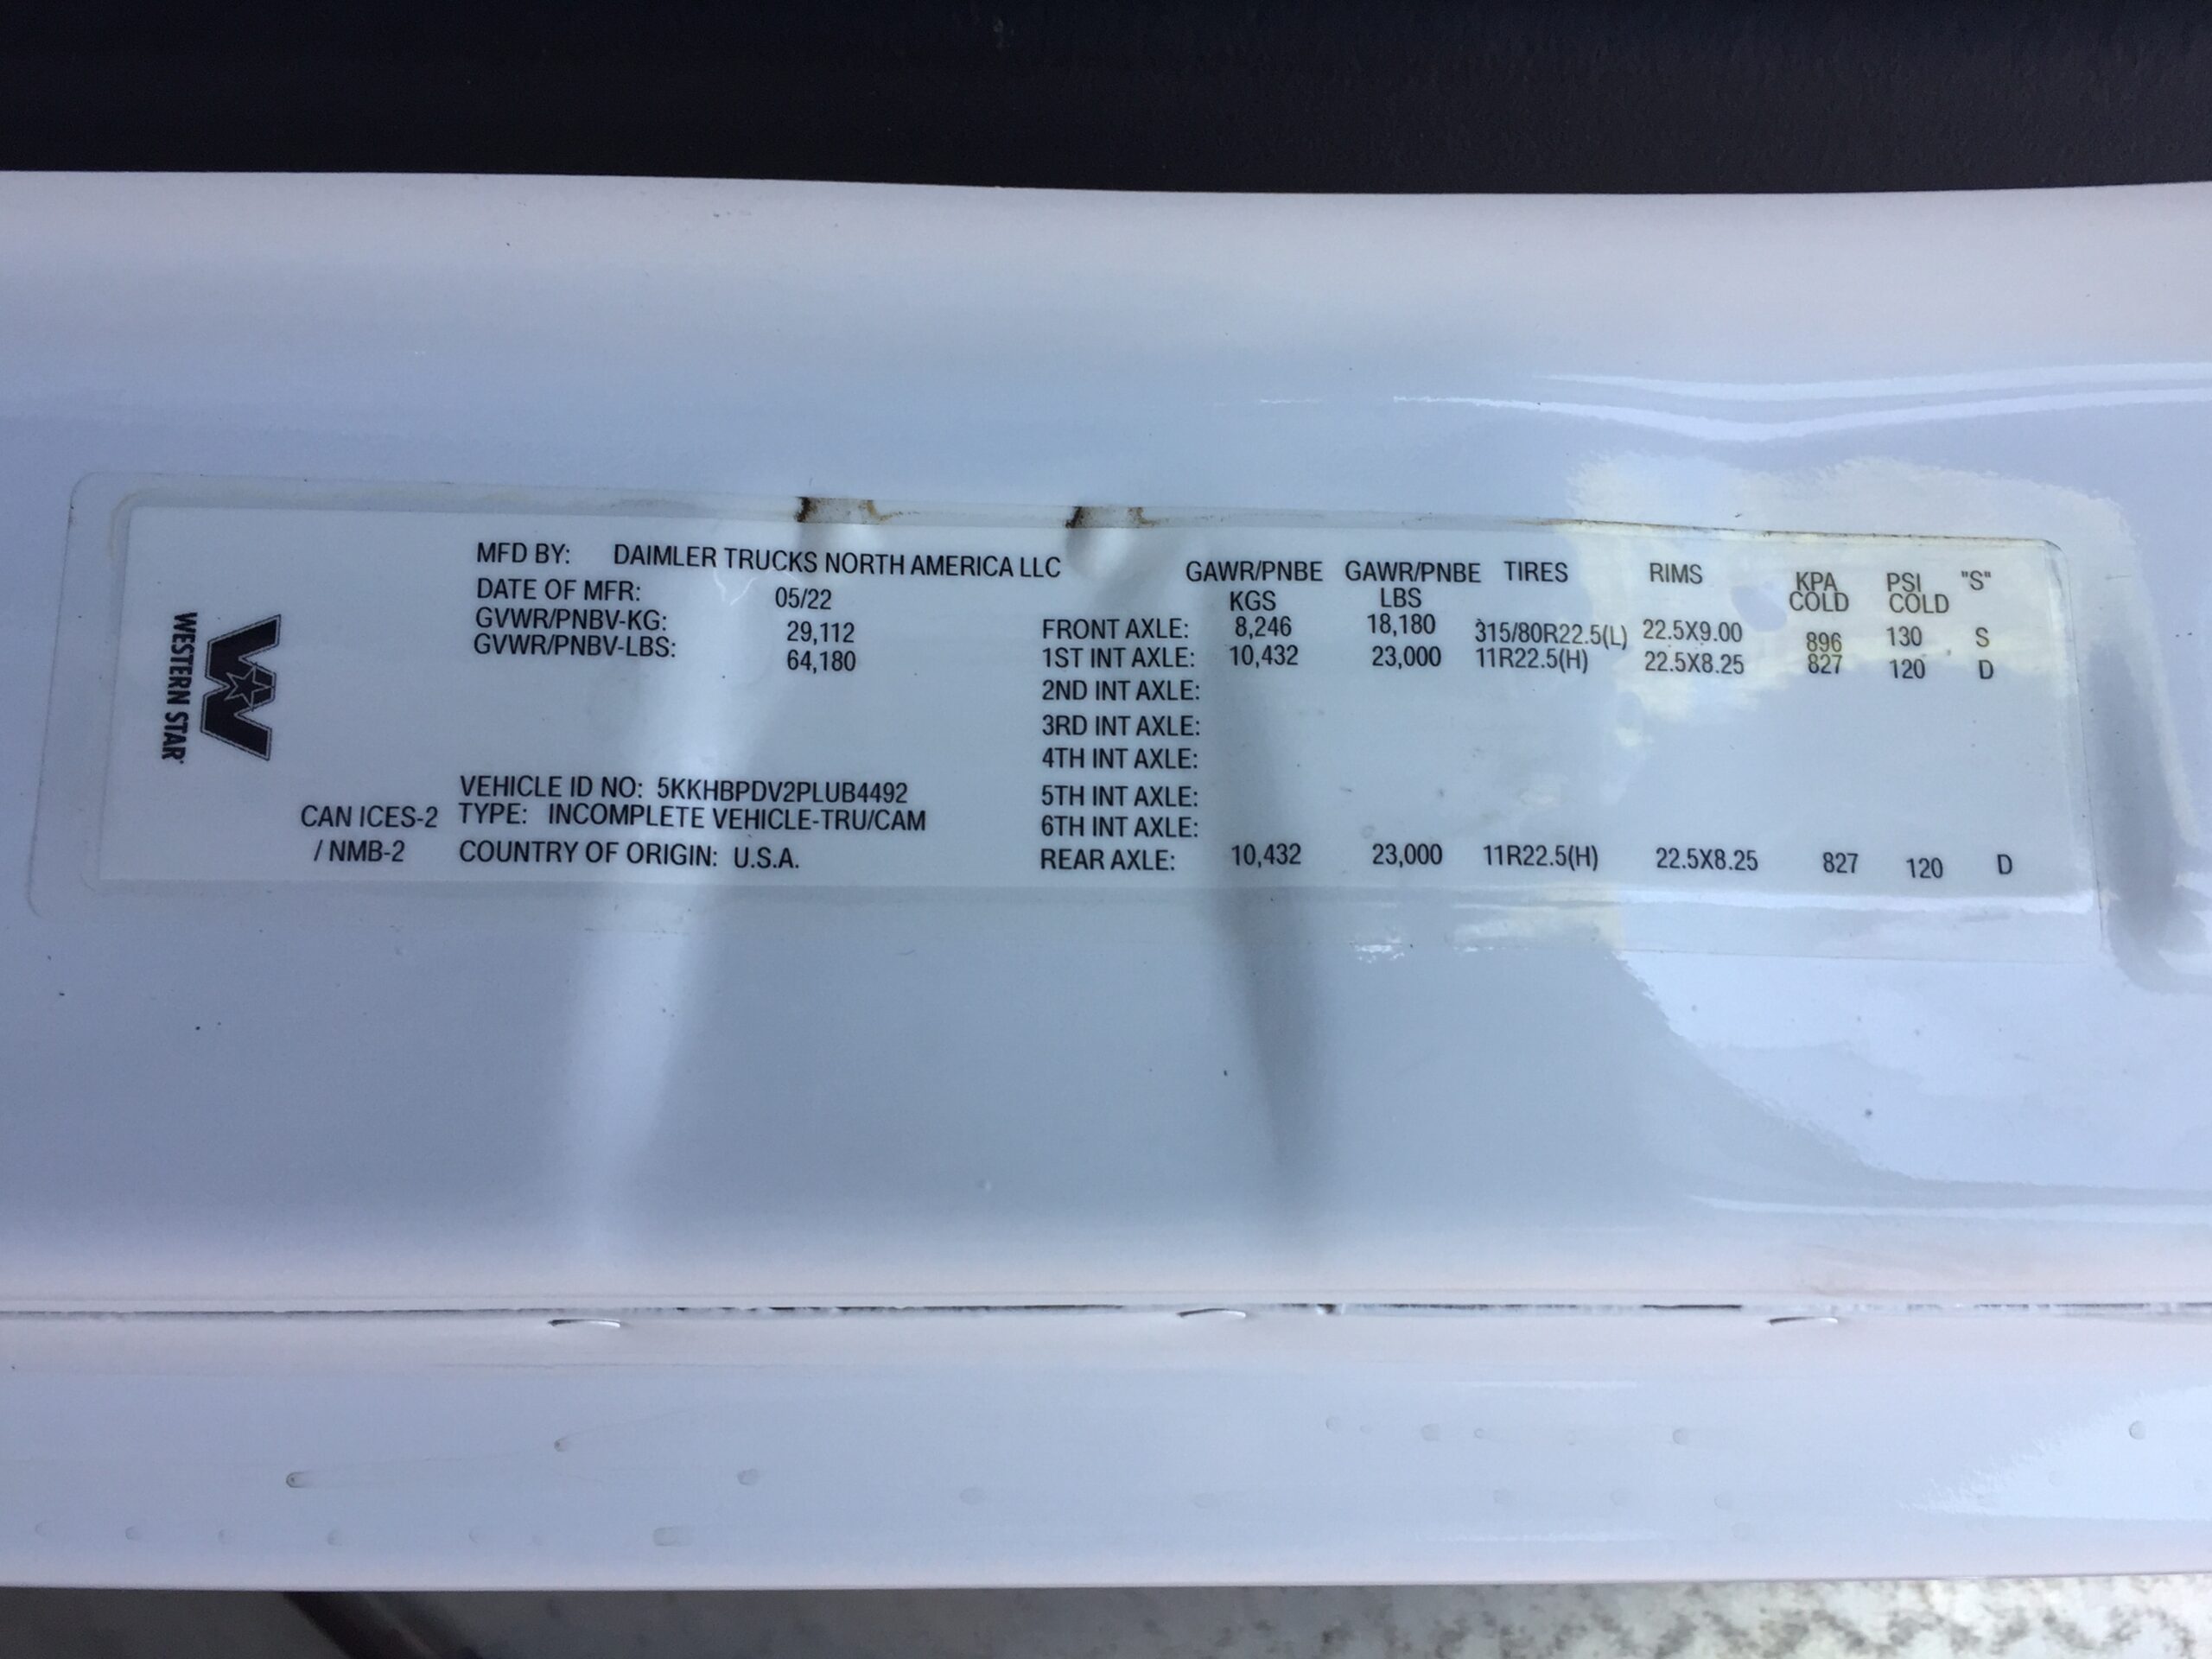 WESTERN STAR
MFD BY: DAIMLER TRUCKS NORTH AMERICA LLC
DATE OF MFR: 05/22
GVWR/PNBV-KG: 29,112
GVWR/PNBV-LBS: 64,180
VEHICLE ID NO: 5KKHBPDV2PLUB4492
CAN ICES-2 TYPE: INCOMPLETE VEHICLE-TRU/CAM
/ NMB-2 COUNTRY OF ORIGIN: U.S.A.
GAWR/PNBE GAWR/PNBE TIRES RIMS KPA PSI "S"
KGS LBS COLD COLD
FRONT AXLE: 8,246 18,180 315/80R22.5(L) 22.5X9.00 896 130 S
1ST INT AXLE: 10,432 23,000 11R22.5(H) 22.5X8.25 827 120 D
2ND INT AXLE:
3RD INT AXLE:
4TH INT AXLE:
5TH INT AXLE:
6TH INT AXLE:
REAR AXLE: 10,432 23,000 11R22.5(H) 22.5X8.25 827 120 D